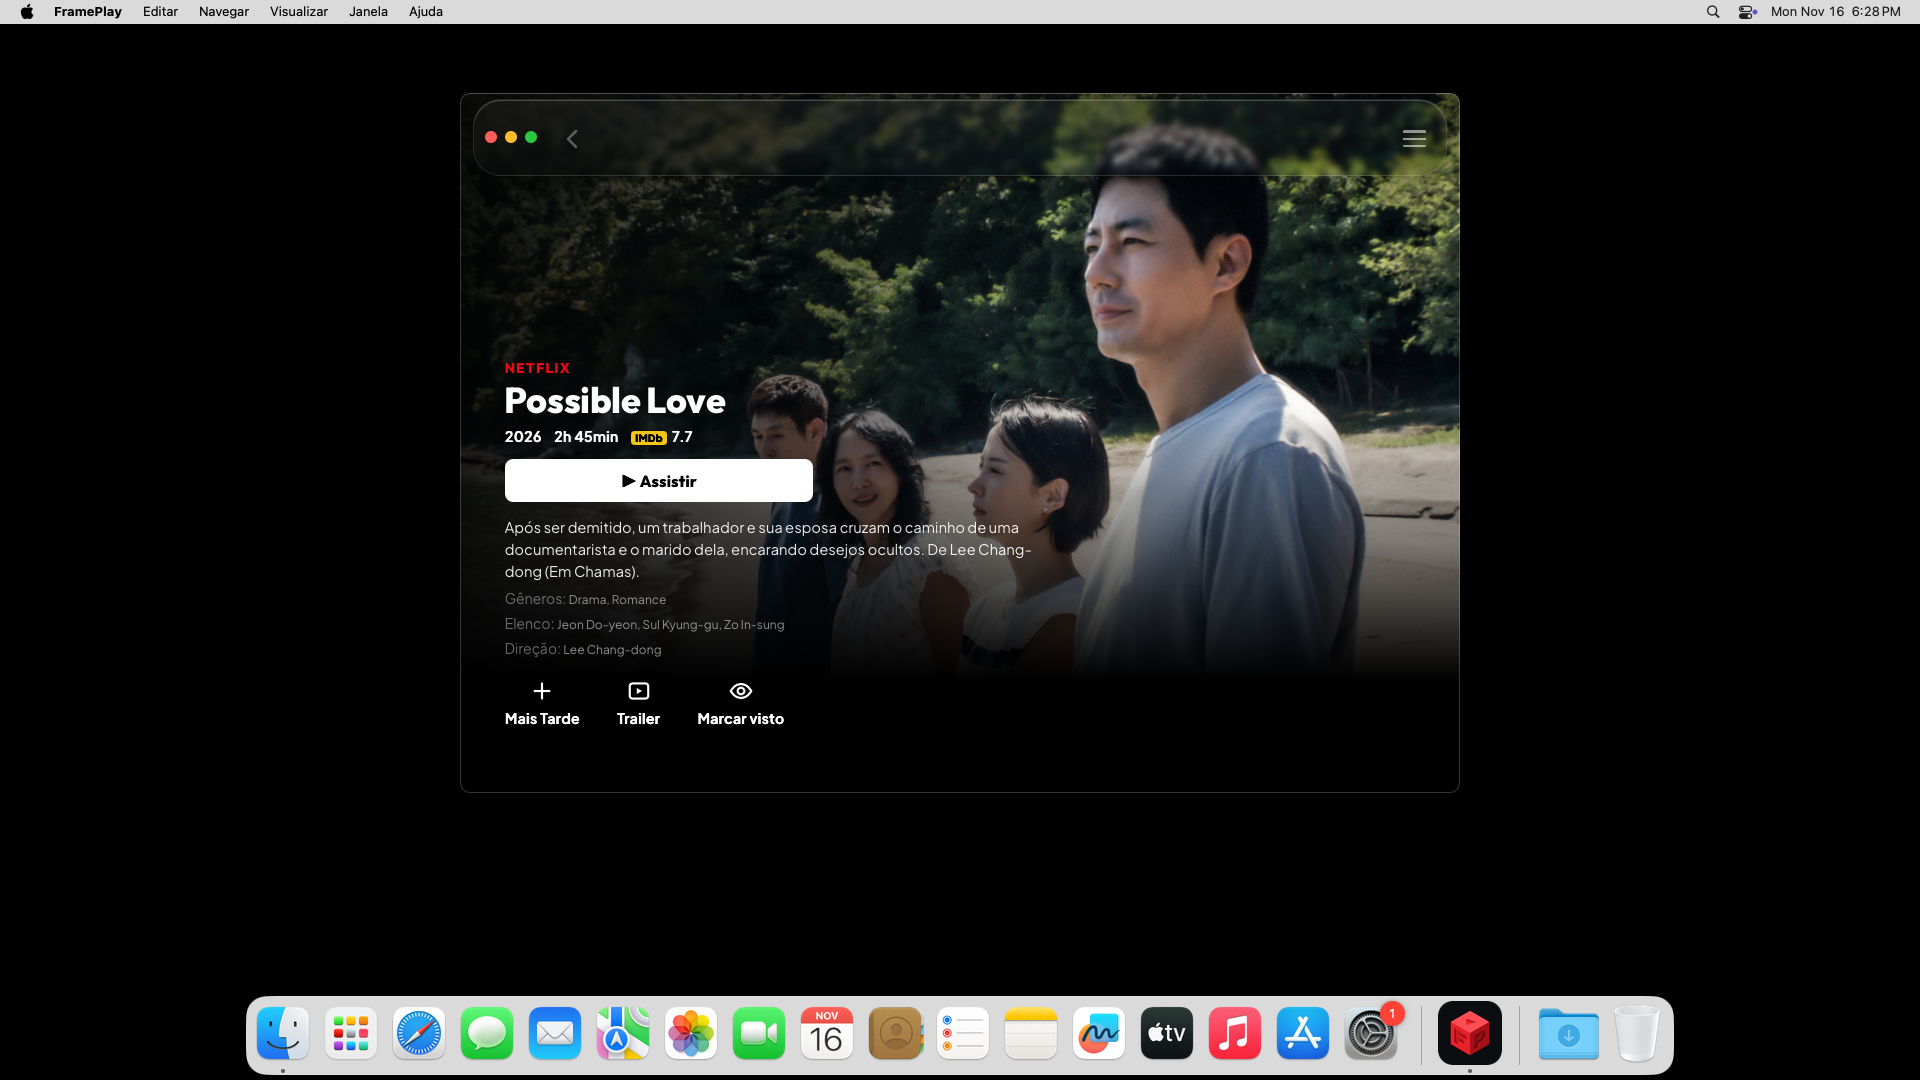 FramePlay Editar Navegar Visualizar Janela Ajuda Mon Nov 16 6:28 PM
NETFLIX
Possible Love
2026 2h 45min IMDb 7.7
Assistir
Após ser demitido, um trabalhador e sua esposa cruzam o caminho de uma
documentarista e o marido dela, encarando desejos ocultos. De Lee Chang-
dong (Em Chamas).
Gêneros: Drama, Romance
Elenco: Jeon Do-yeon, Sul Kyung-gu, Zo In-sung
Direção: Lee Chang-dong
Mais Tarde Trailer Marcar visto
NOV
16
tv
1